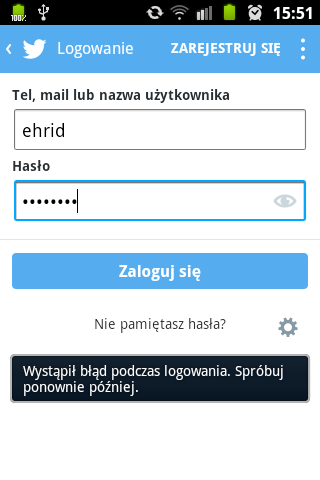 100%
15:51
Logowanie
ZAREJESTRUJ SIĘ
Tel, mail lub nazwa użytkownika
ehrid
Hasło
••••••••
Zaloguj się
Nie pamiętasz hasła?
Wystąpił błąd podczas logowania. Spróbuj
ponownie później.